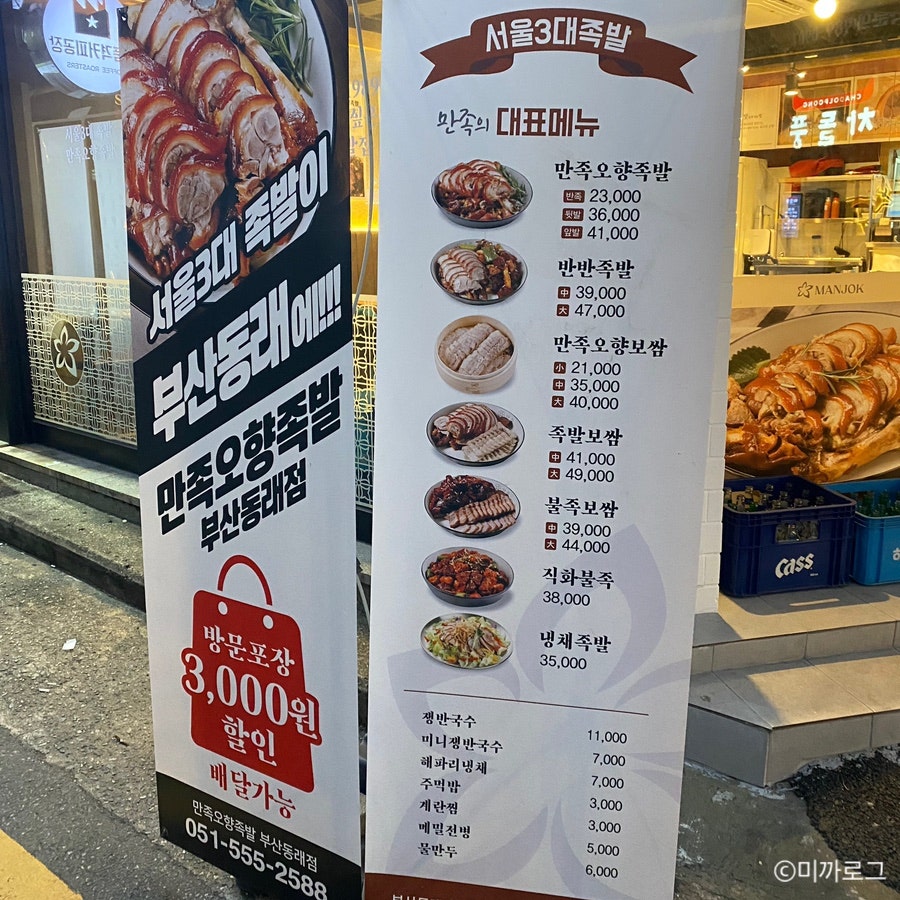 서울3대 족발이
부산동래에!!!
만족오향족발
부산동래점
방문포장
3,000원
할인
배달가능
만족오향족발 부산동래점
051-555-2588
서울3대족발
만족의 대표메뉴
만족오향족발
반족 23,000
뒷발 36,000
앞발 41,000
반반족발
中 39,000
大 47,000
만족오향보쌈
小 21,000
中 35,000
大 40,000
족발보쌈
中 41,000
大 49,000
불족보쌈
中 39,000
大 44,000
직화불족
38,000
냉채족발
35,000
쟁반국수 11,000
미니쟁반국수 7,000
해파리냉채 7,000
주먹밥 3,000
계란찜 3,000
메밀전병 5,000
물만두 6,000
COFFEE ROASTERS
CHADOLPOONG
차돌풍
MANJOK
Cass
©미까로그